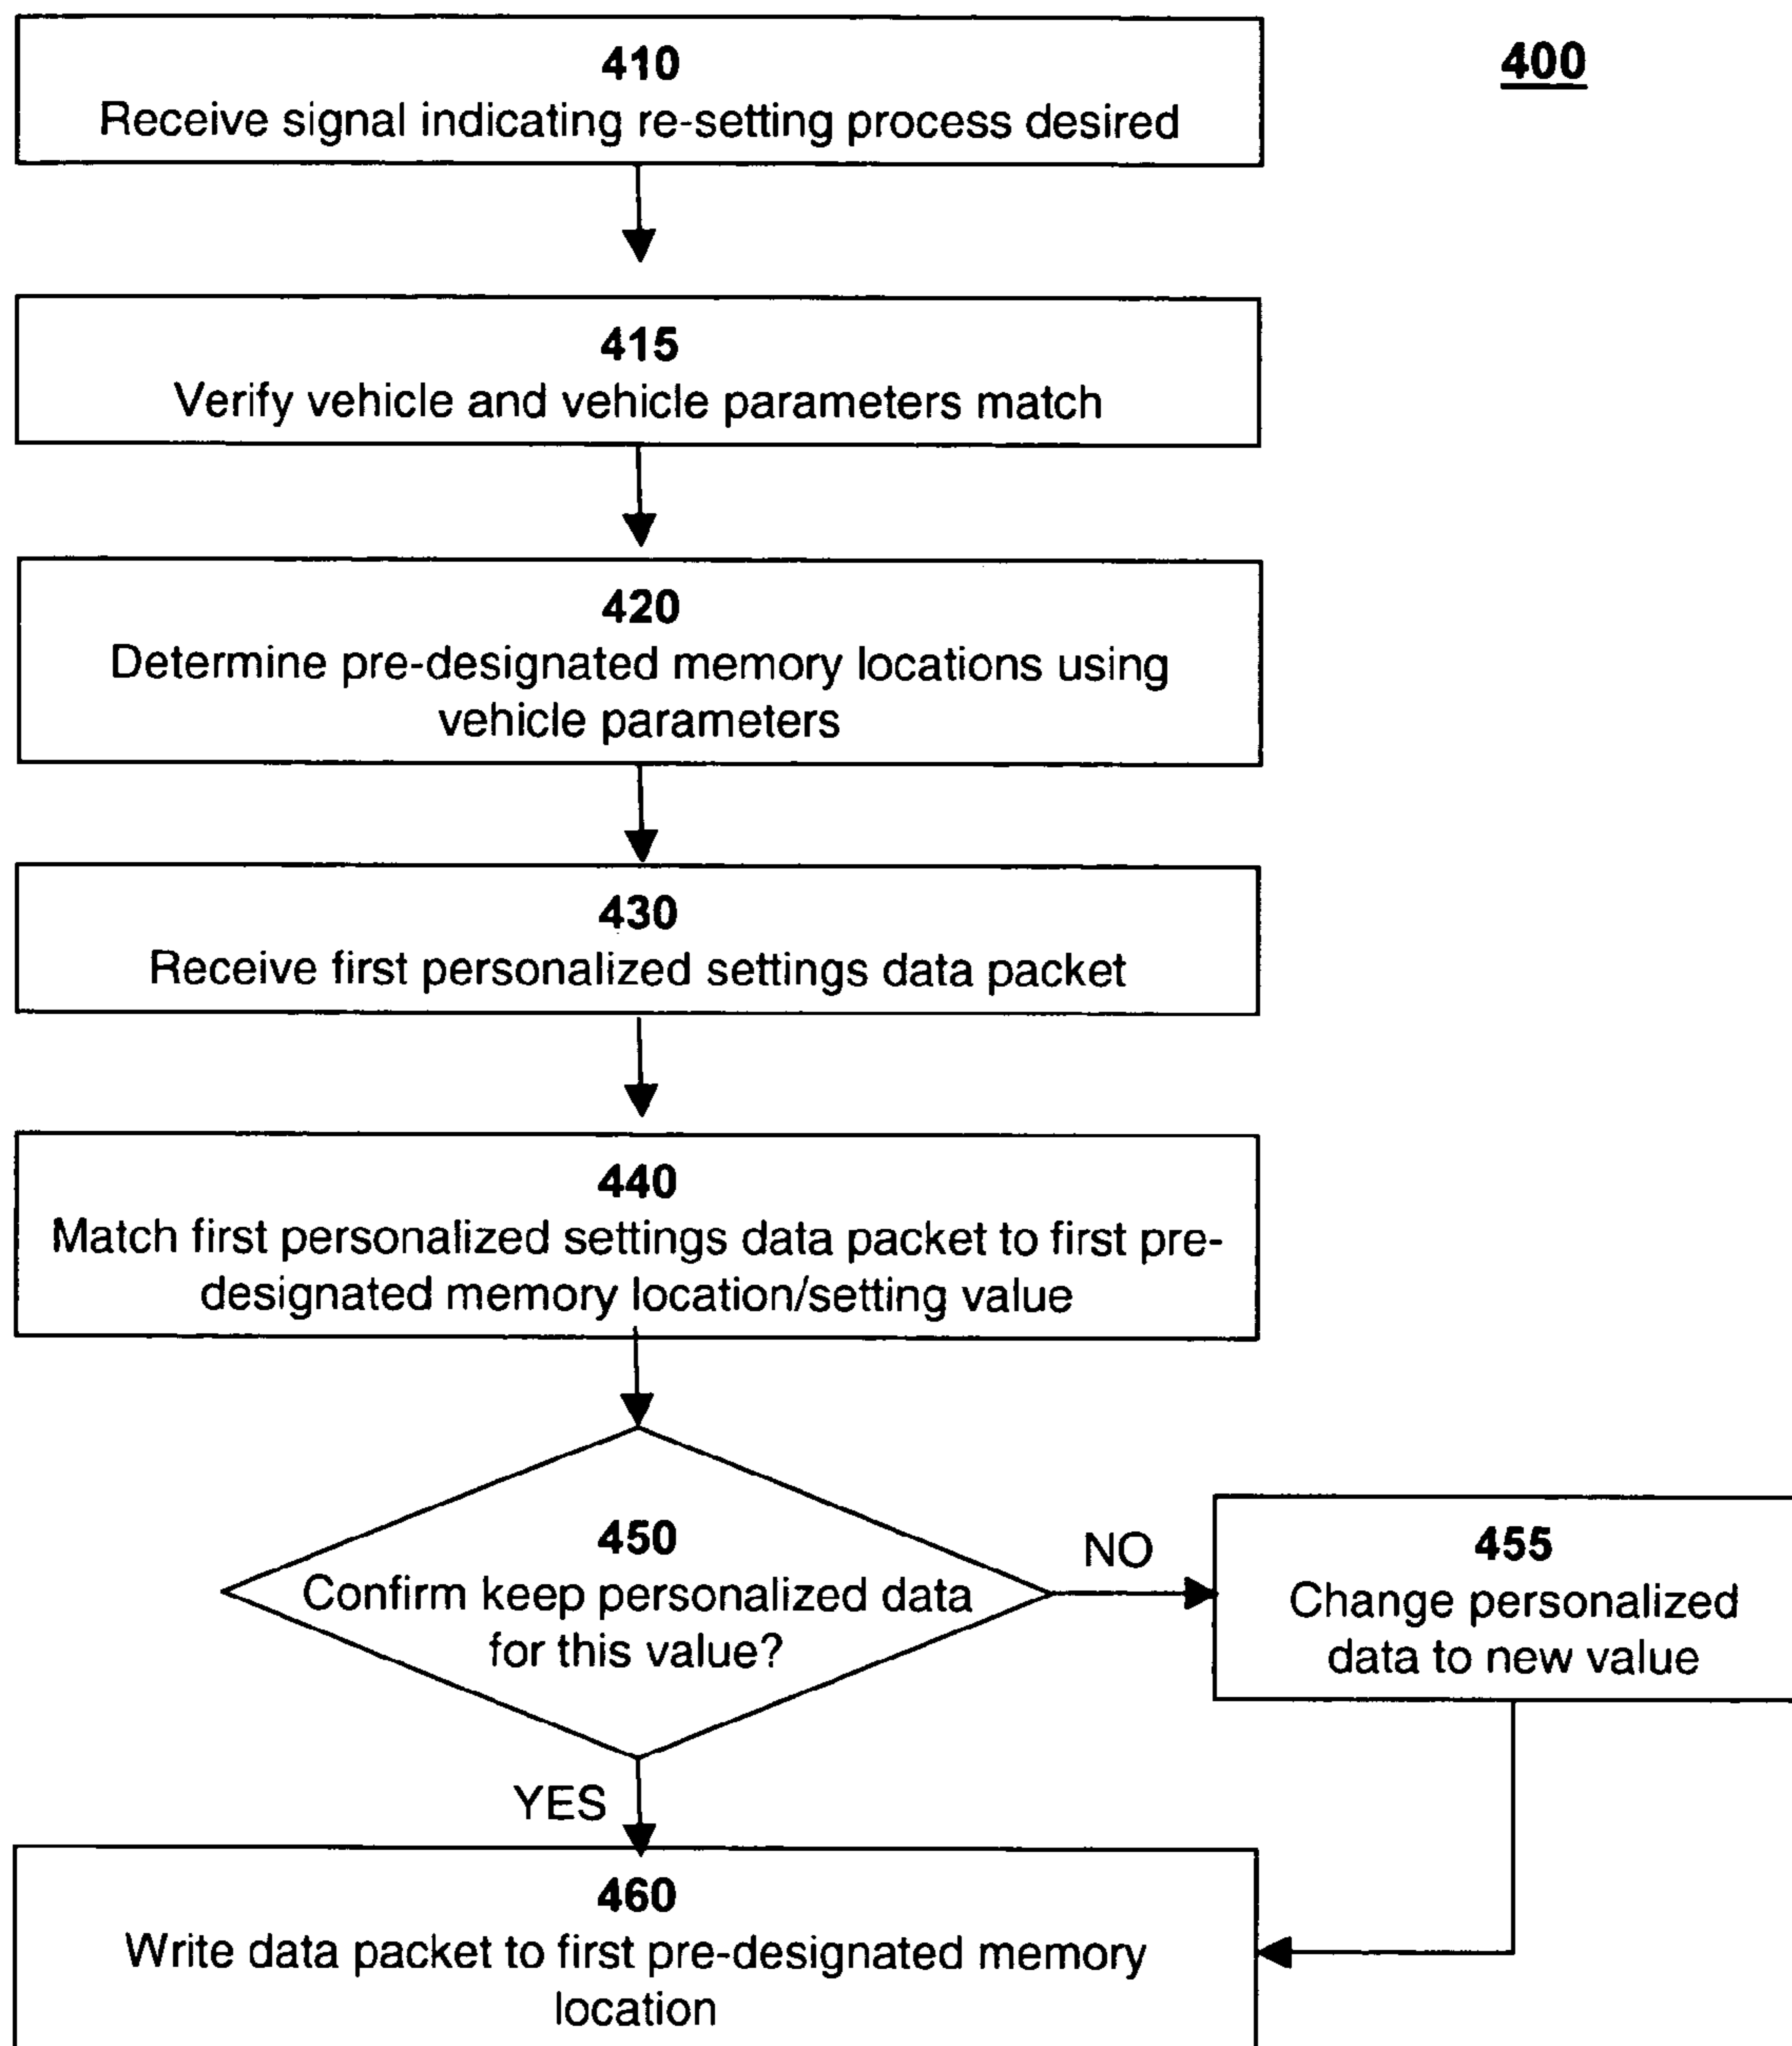 410
Receive signal indicating re-setting process desired
400
415
Verify vehicle and vehicle parameters match
420
Determine pre-designated memory locations using
vehicle parameters
430
Receive first personalized settings data packet
440
Match first personalized settings data packet to first pre-
designated memory location/setting value
450
Confirm keep personalized data
for this value?
NO
455
Change personalized
data to new value
YES
460
Write data packet to first pre-designated memory
location